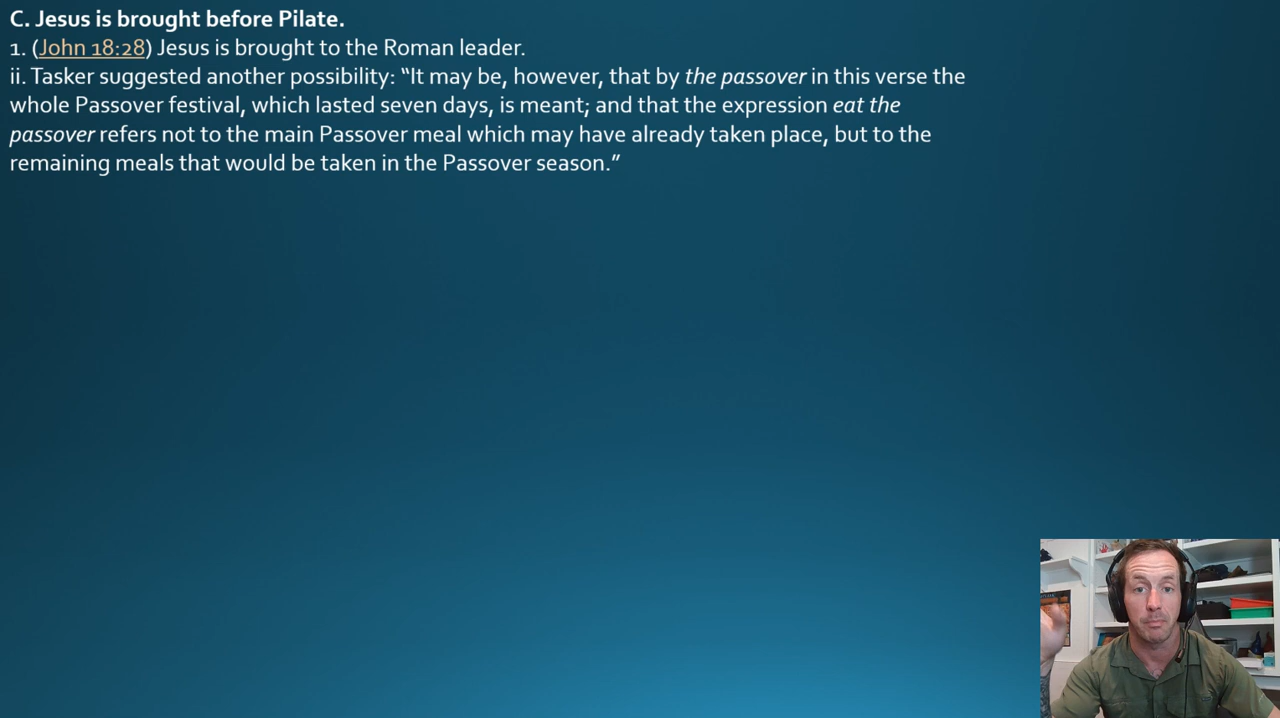 C. Jesus is brought before Pilate.
1. (John 18:28) Jesus is brought to the Roman leader.
ii. Tasker suggested another possibility: “It may be, however, that by the passover in this verse the
whole Passover festival, which lasted seven days, is meant; and that the expression eat the
passover refers not to the main Passover meal which may have already taken place, but to the
remaining meals that would be taken in the Passover season.”